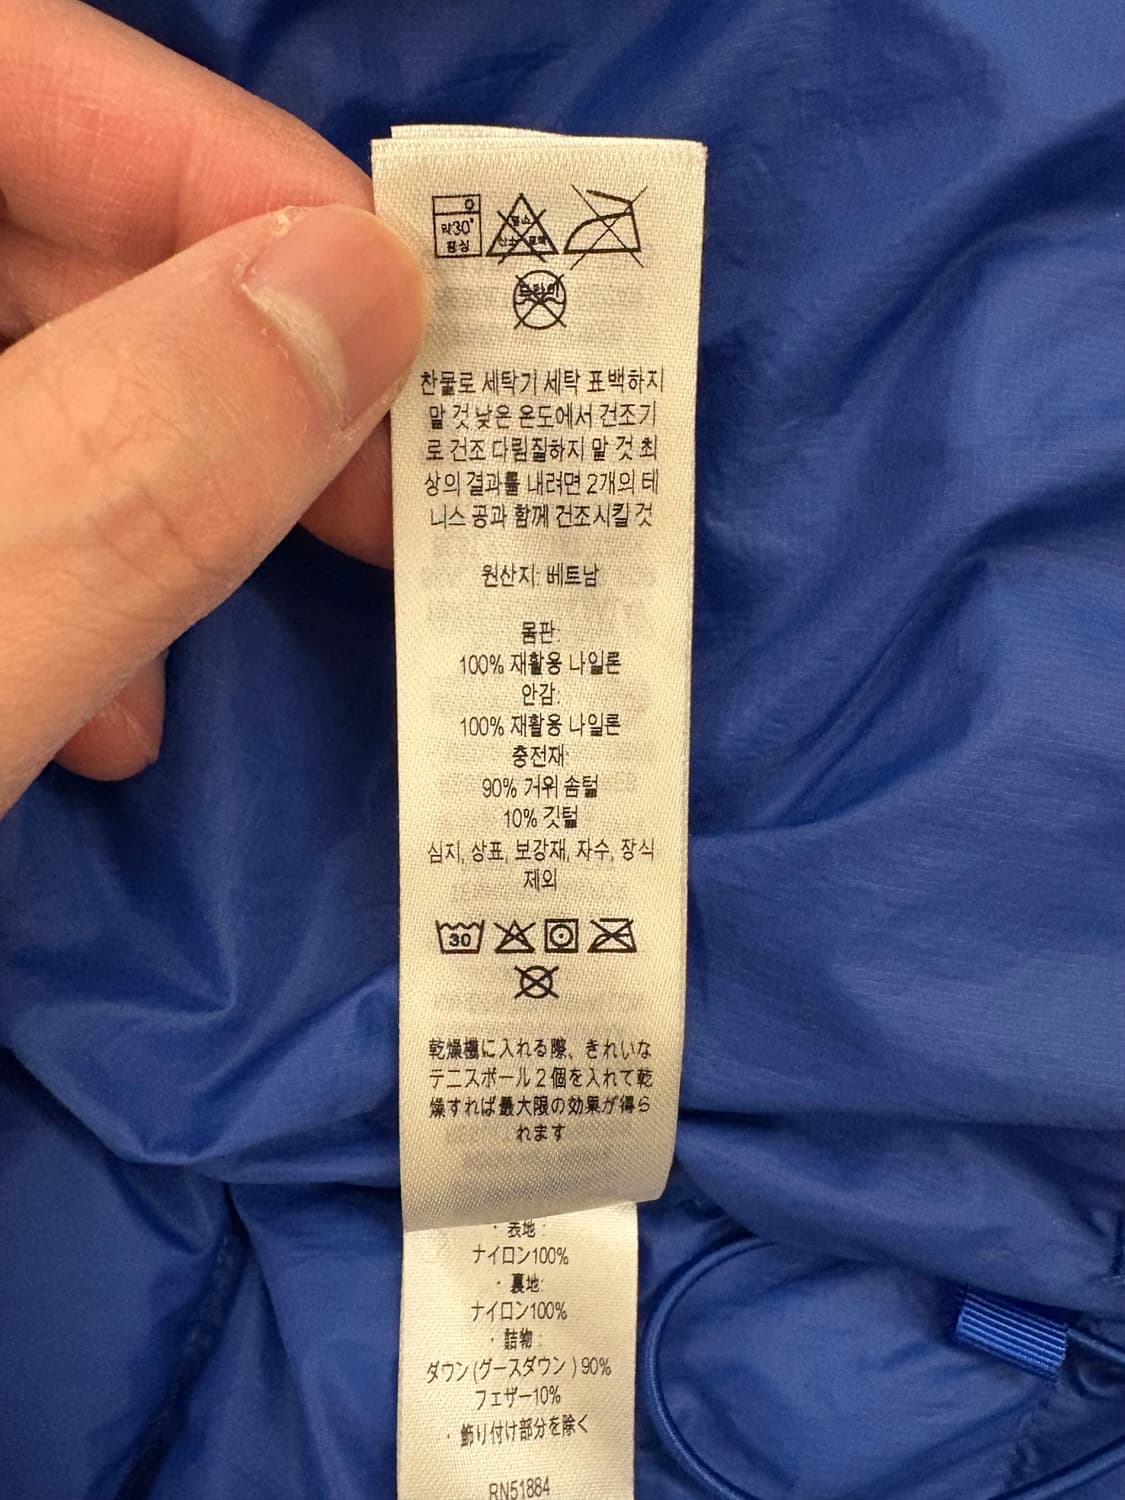 약30°
중성
염소
산소 표백
드라이
찬물로 세탁기 세탁 표백하지
말 것 낮은 온도에서 건조기
로 건조 다림질하지 말 것 최
상의 결과를 내려면 2개의 테
니스 공과 함께 건조시킬 것
원산지: 베트남
몸판:
100% 재활용 나일론
안감:
100% 재활용 나일론
충전재:
90% 거위 솜털
10% 깃털
심지, 상표, 보강재, 자수, 장식
제외
30
乾燥機に入れる際、きれいな
テニスボール２個を入れて乾
燥すれば最大限の効果が得ら
れます
・表地:
ナイロン100%
・裏地:
ナイロン100%
・詰物:
ダウン(グースダウン)90%
フェザー10%
・飾り付け部分を除く
RN51884